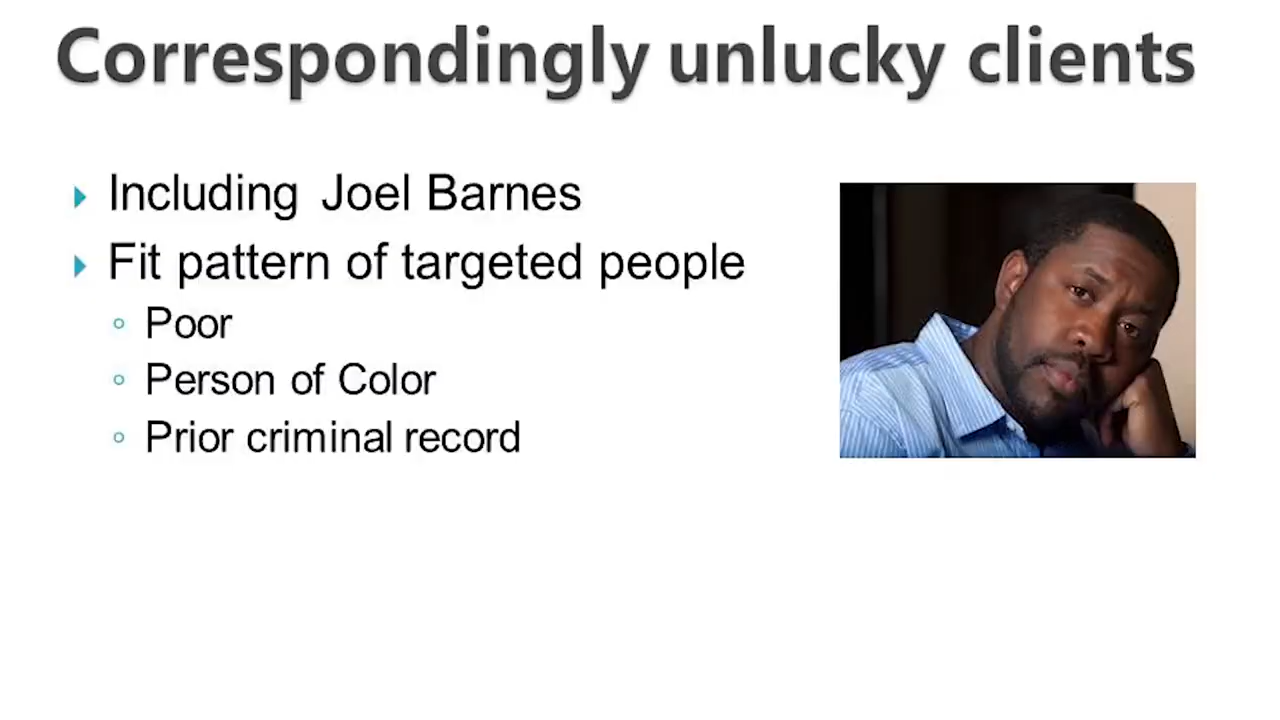 Correspondingly unlucky clients
Including Joel Barnes
Fit pattern of targeted people
Poor
Person of Color
Prior criminal record